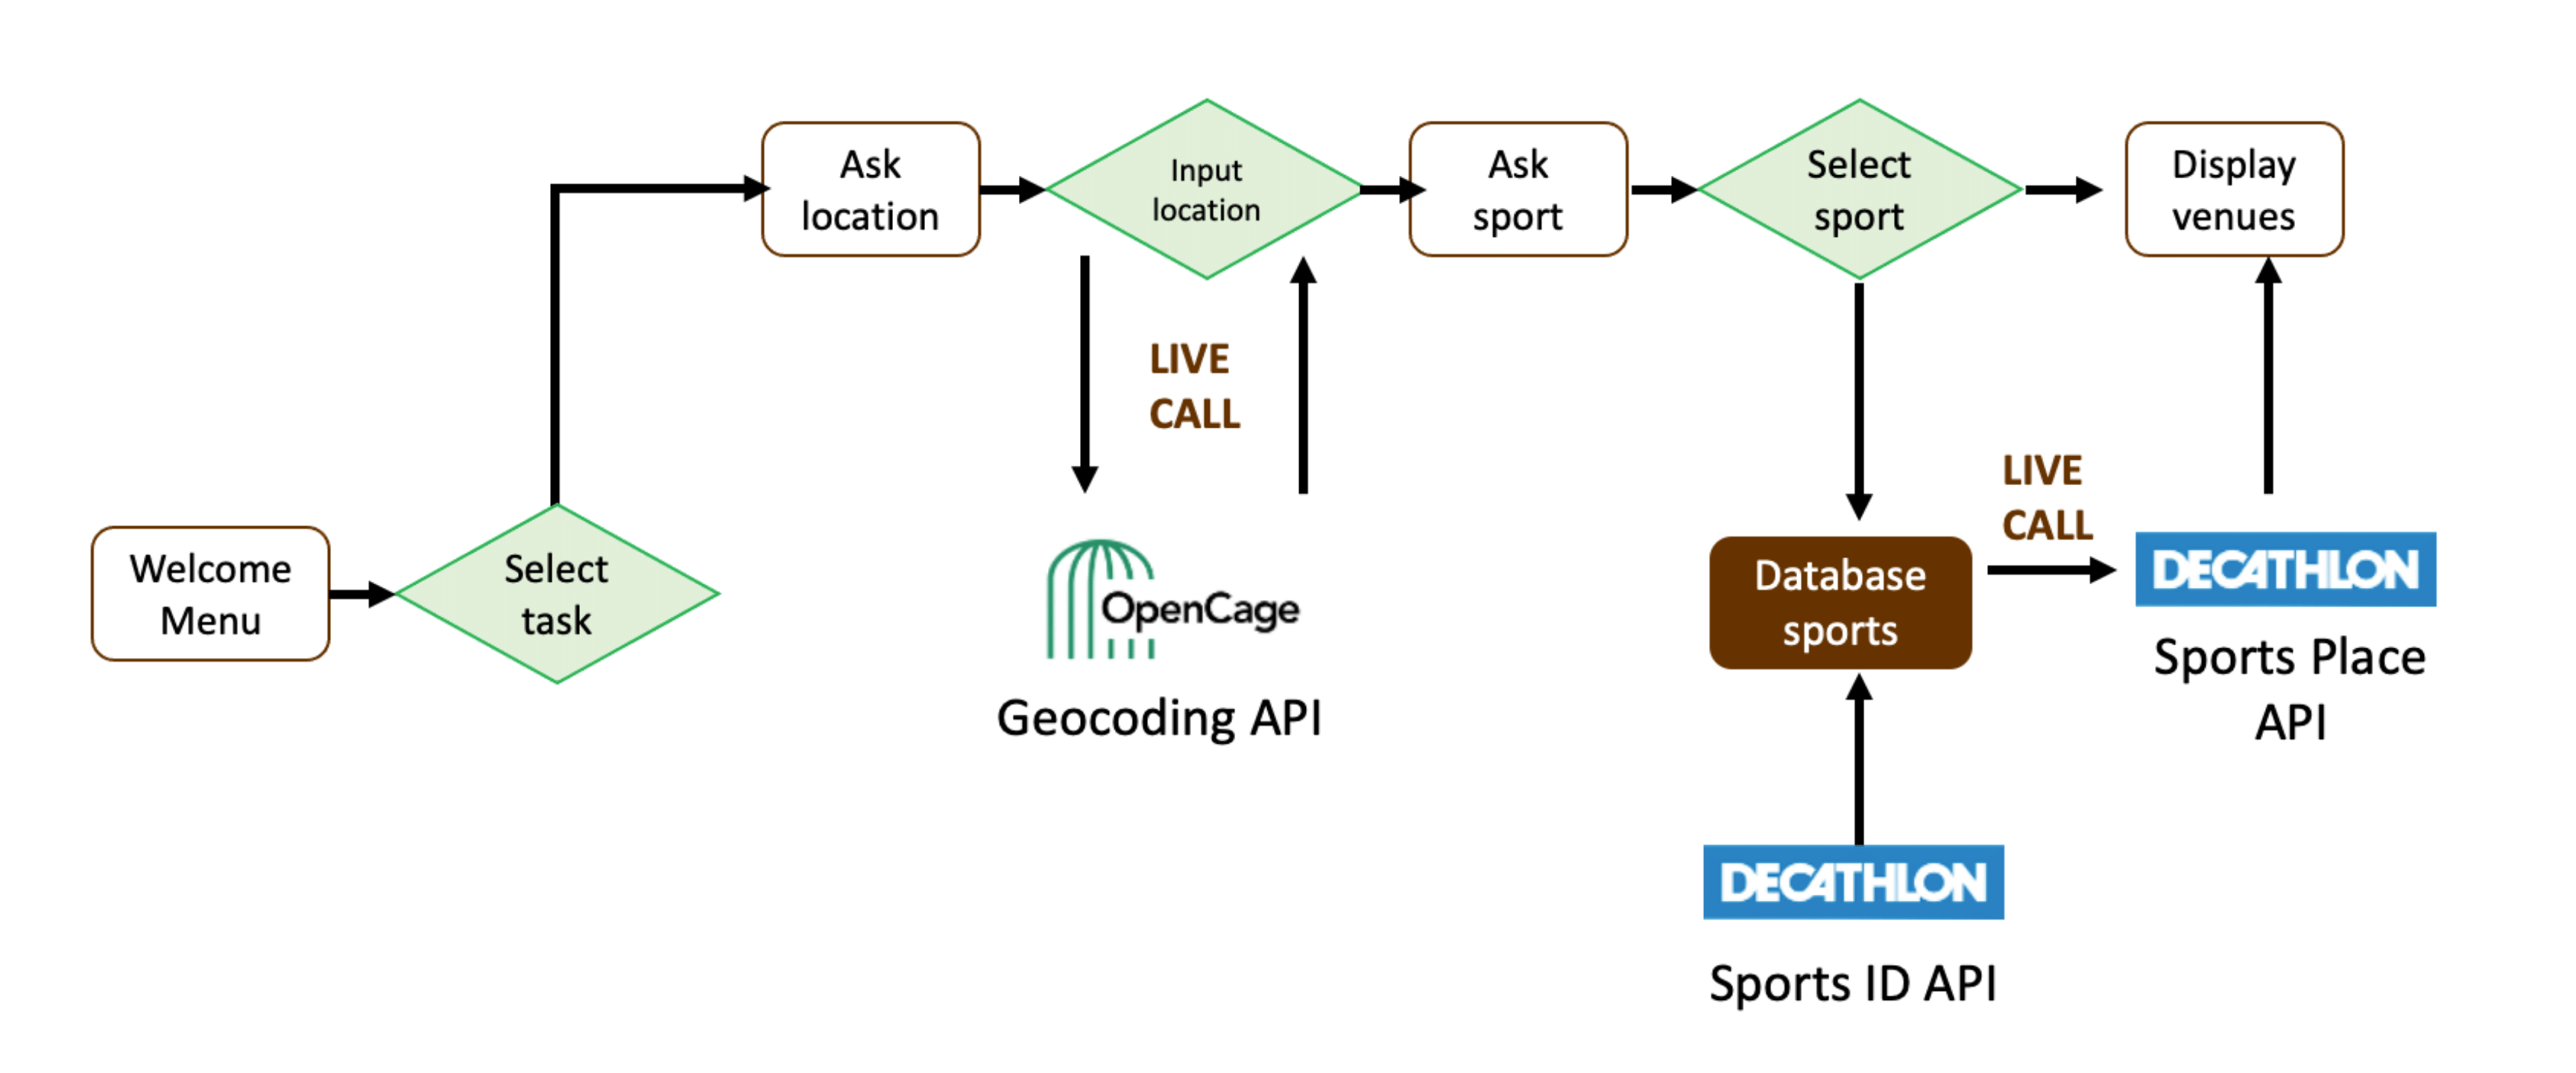 Ask
location
Input
location
Ask
sport
Select
sport
Display
venues
LIVE
CALL
LIVE
CALL
Welcome
Menu
Select
task
OpenCage
Geocoding API
Database
sports
DECATHLON
Sports Place
API
DECATHLON
Sports ID API